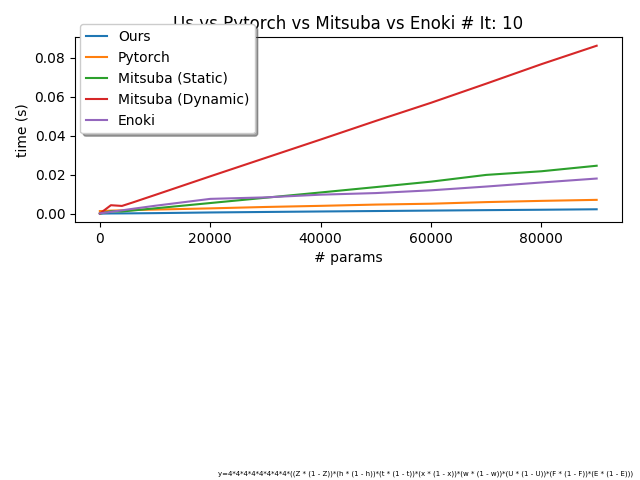 Us vs Pytorch vs Mitsuba vs Enoki # It: 10
Ours
Pytorch
Mitsuba (Static)
Mitsuba (Dynamic)
Enoki
time (s)
0.08
0.06
0.04
0.02
0.00
0 20000 40000 60000 80000
# params
y=4*4*4*4*4*4*4*4*((Z * (1 - Z))*(h * (1 - h))*(t * (1 - t))*(x * (1 - x))*(w * (1 - w))*(U * (1 - U))*(F * (1 - F))*(E * (1 - E)))